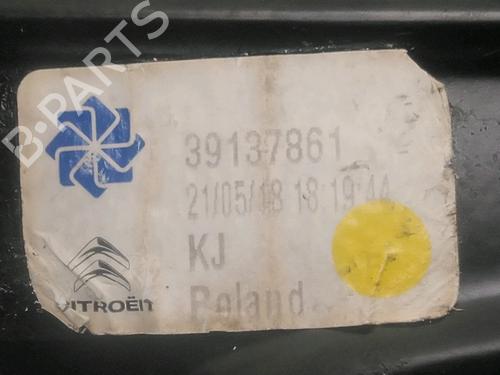 B-PARTS
39137861
21/05/18 18:19:44
KJ
CITROËN
Poland